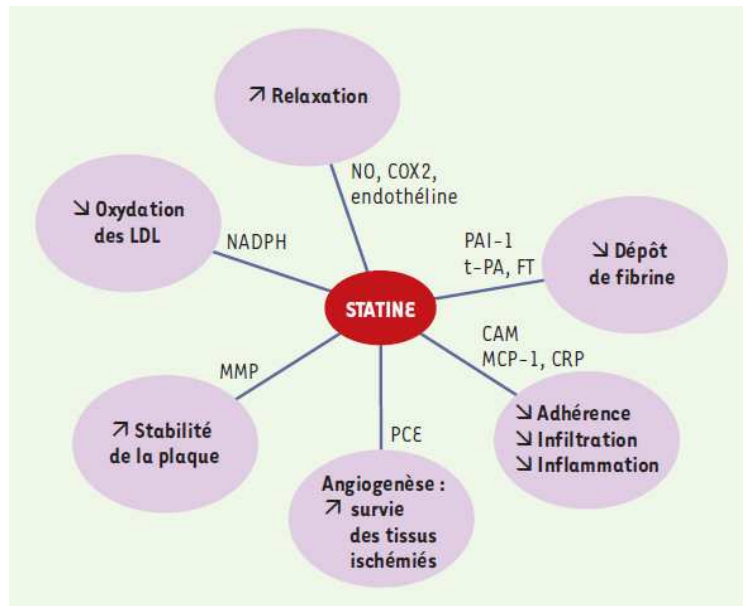 ↗ Relaxation
NO, COX2,
endothéline
↘ Oxydation
des LDL
NADPH
PAI-1
t-PA, FT
↘ Dépôt
de fibrine
STATINE
CAM
MCP-1, CRP
MMP
↗ Stabilité
de la plaque
PCE
↘ Adhérence
↘ Infiltration
↘ Inflammation
Angiogenèse :
↗ survie
des tissus
ischémiés